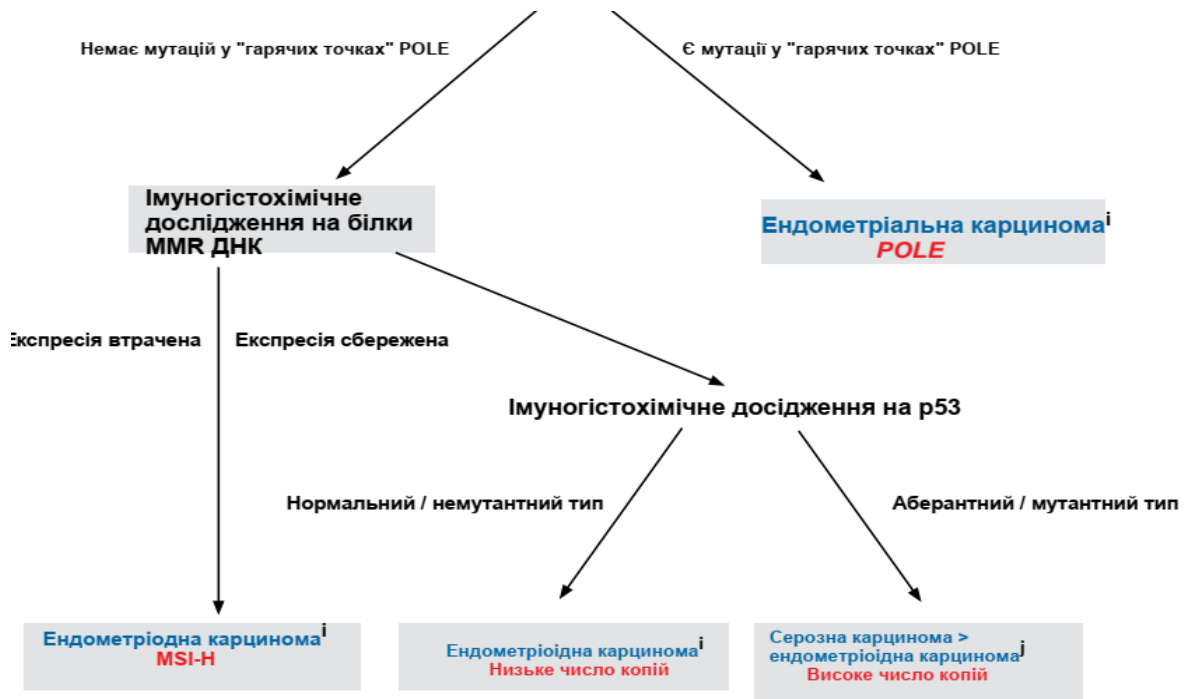 Немає мутацій у "гарячих точках" POLE
Є мутації у "гарячих точках" POLE
Імуногістохімічне
дослідження на білки
MMR ДНК
Ендометріальна карцинома i
POLE
Експресія втрачена
Експресія сбережена
Імуногістохімічне досідження на p53
Нормальний / немутантний тип
Аберантний / мутантний тип
Ендометріодна карцинома i
MSI-H
Ендометріоідна карцинома i
Низьке число копій
Серозна карцинома >
ендометріоідна карцинома j
Високе число копій